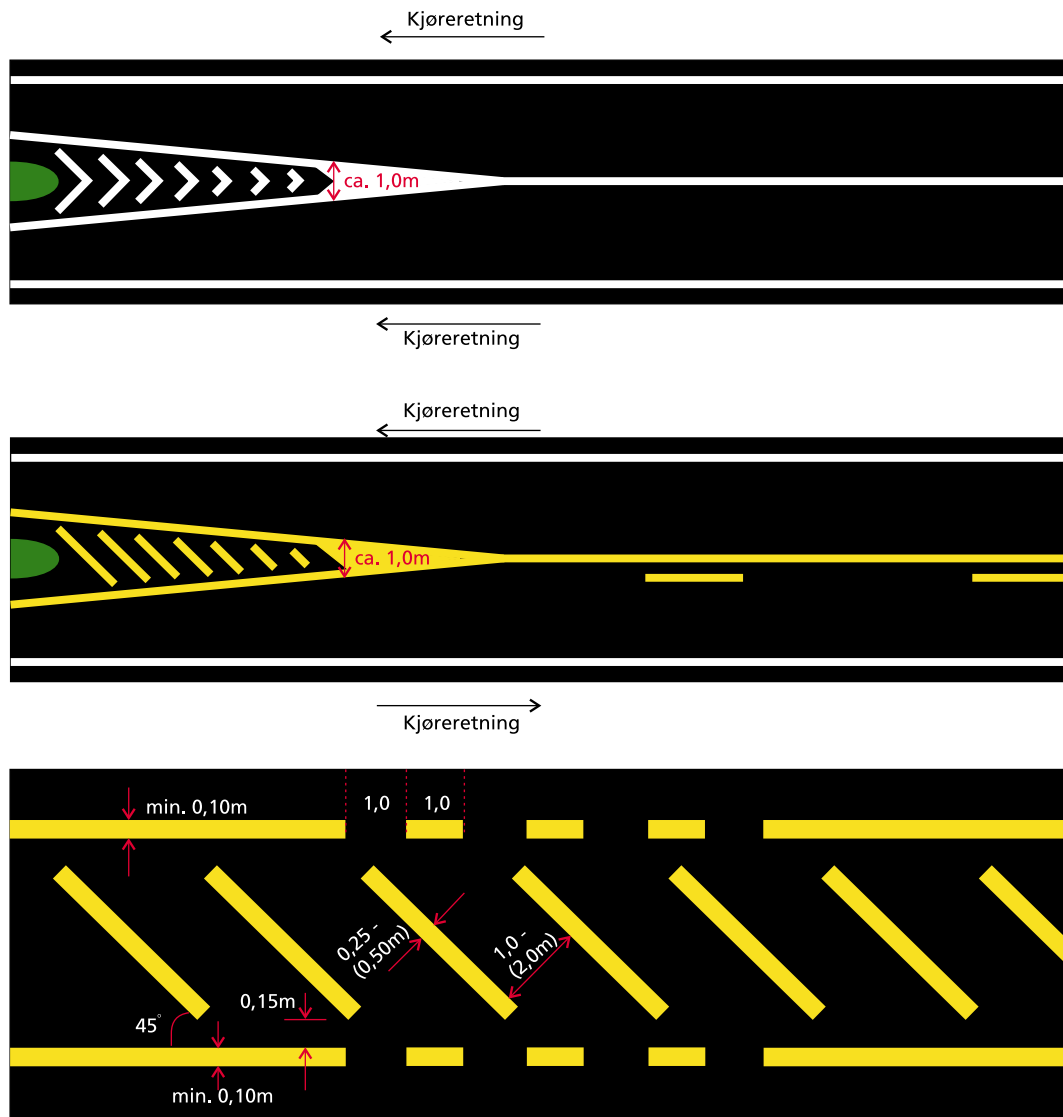 Kjøreretning
ca. 1,0m
Kjøreretning
Kjøreretning
ca. 1,0m
Kjøreretning
min. 0,10m
1,0
1,0
0,25 -
(0,50m)
1,0 -
(2,0m)
0,15m
45°
min. 0,10m